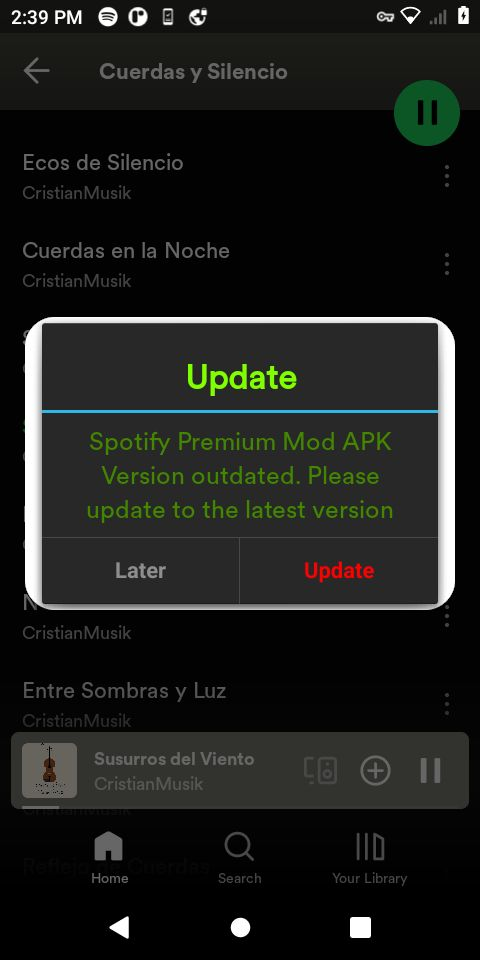 2:39 PM
Cuerdas y Silencio
Ecos de Silencio
CristianMusik
Cuerdas en la Noche
CristianMusik
Update
Spotify Premium Mod APK
Version outdated. Please
update to the latest version
Later
Update
CristianMusik
Entre Sombras y Luz
CristianMusik
Susurros del Viento
CristianMusik
CristianMusik
Reflejo de Cuerdas
Home
Search
Your Library